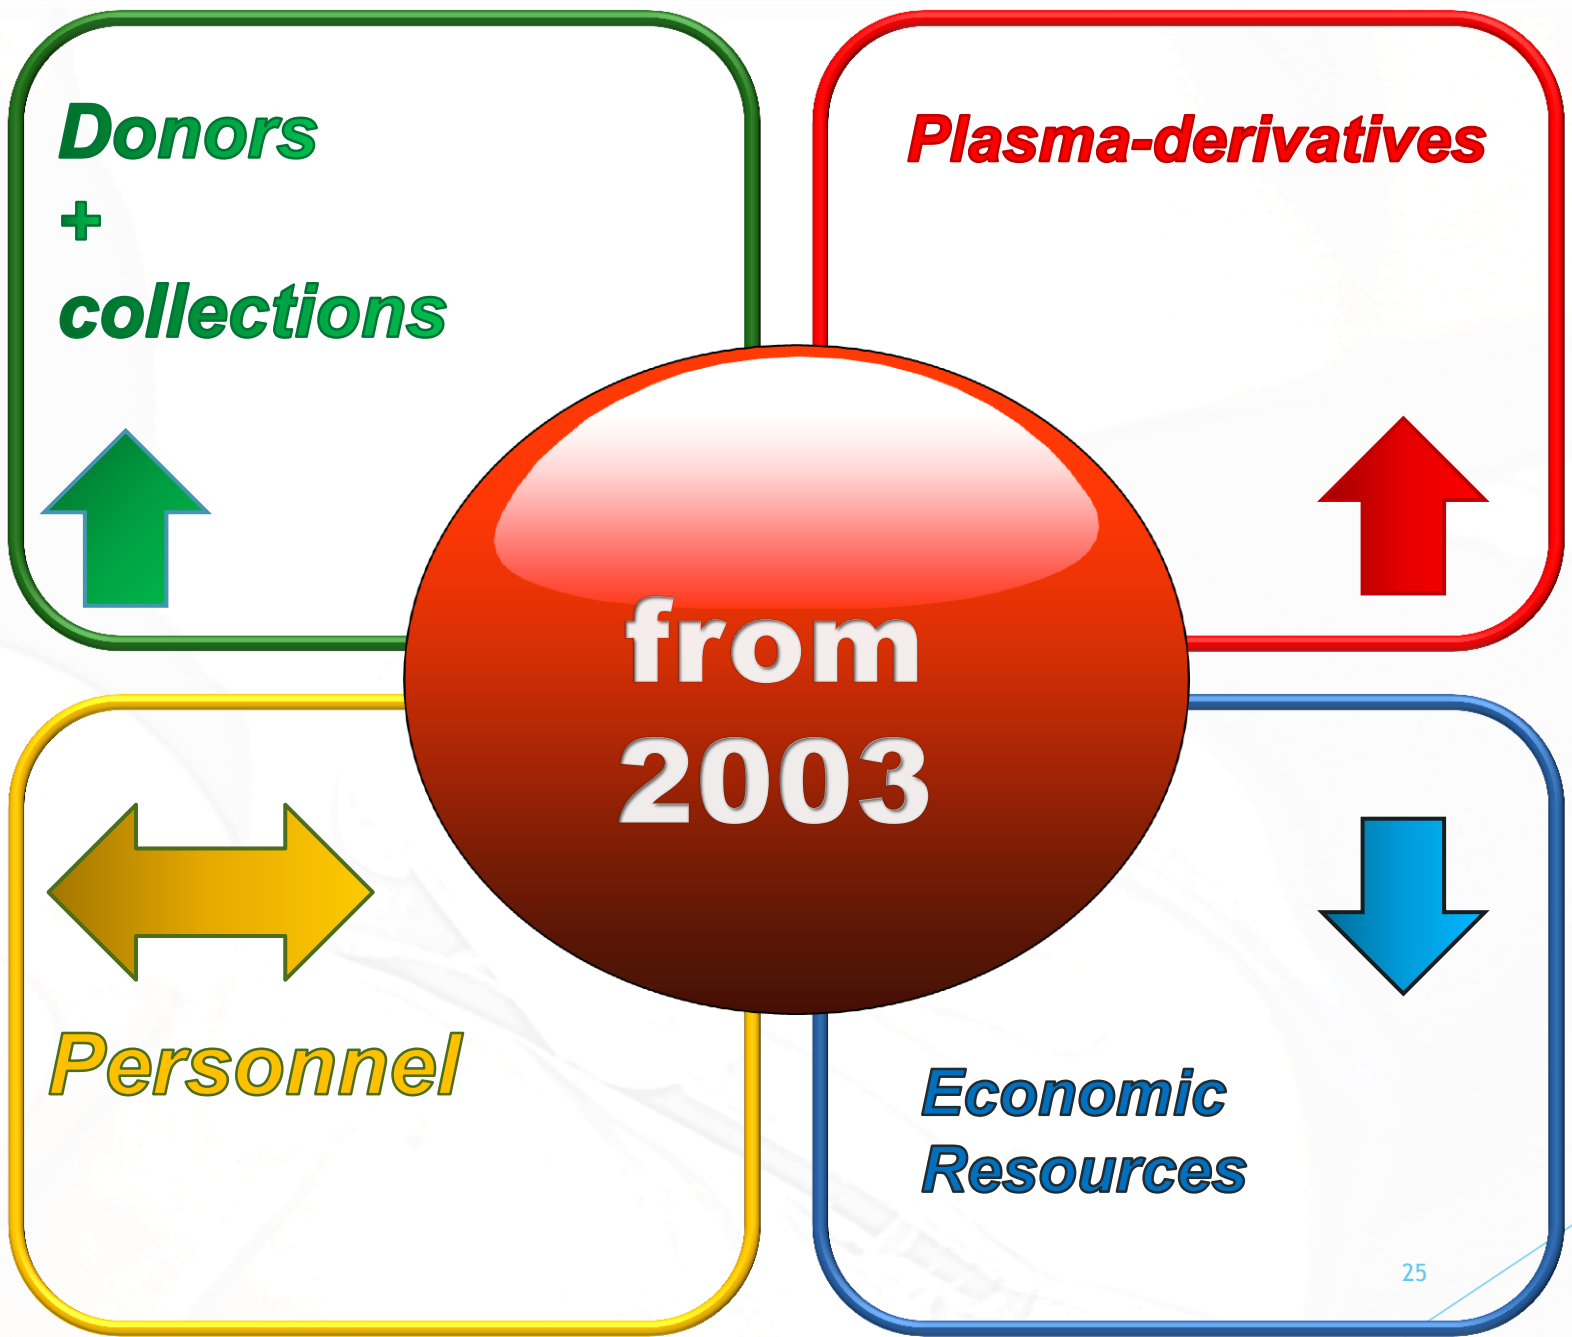 Donors
+
collections
Plasma-derivatives
from
2003
Personnel
Economic
Resources
25